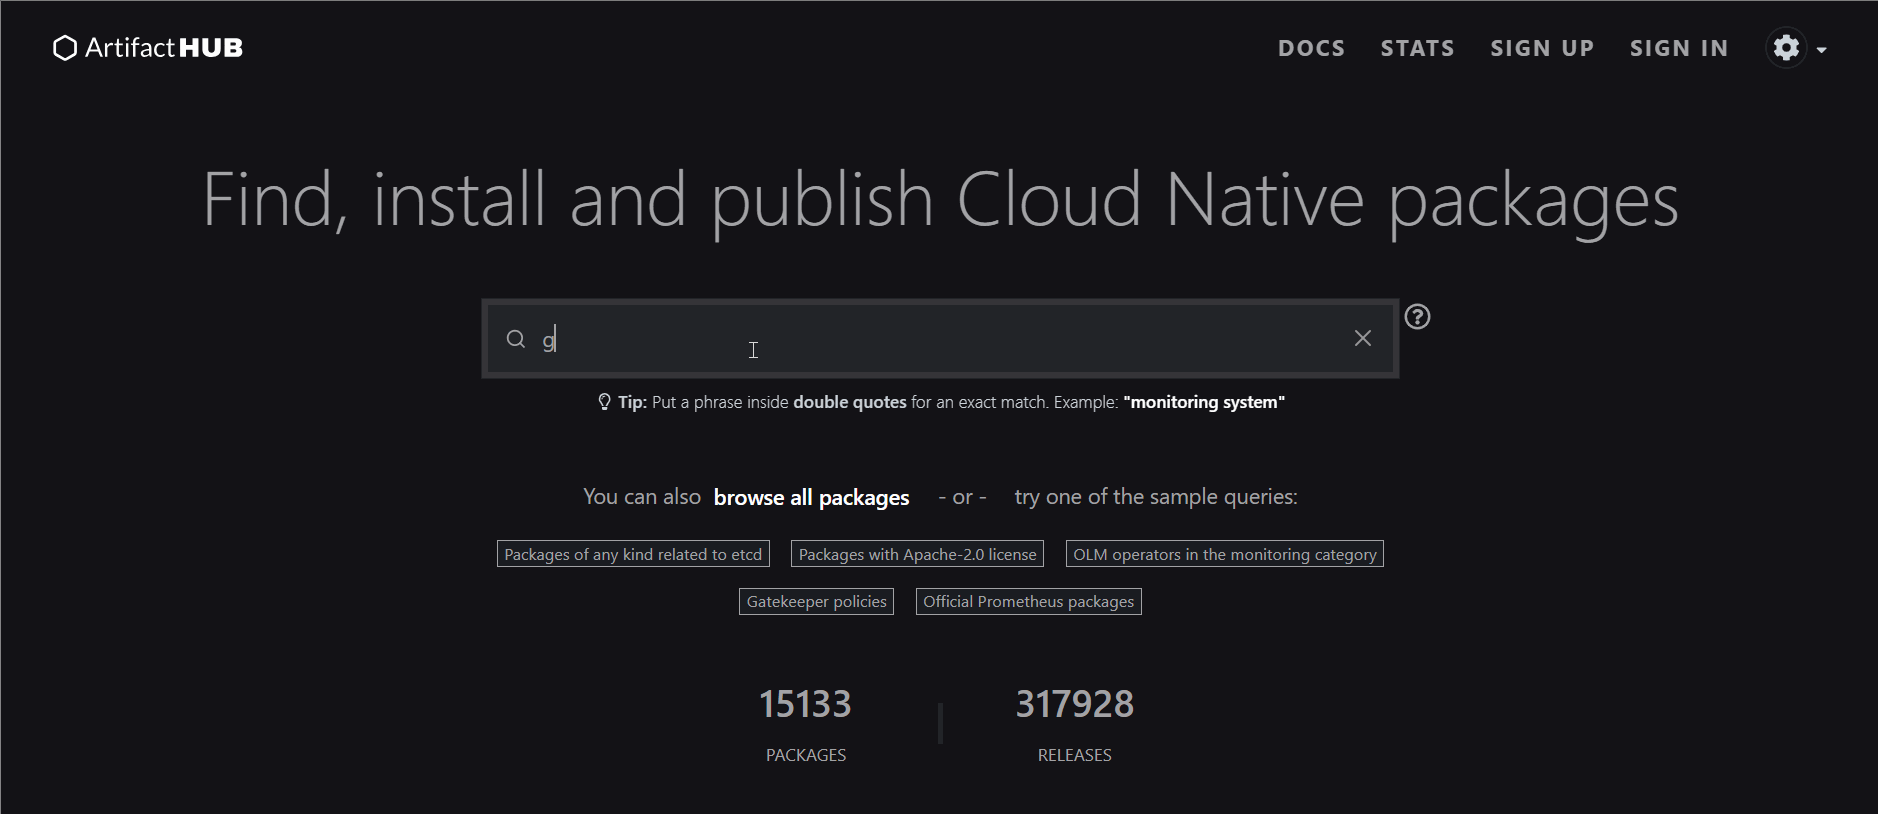 ArtifactHUB
DOCS STATS SIGN UP SIGN IN
Find, install and publish Cloud Native packages
g
?
Tip: Put a phrase inside double quotes for an exact match. Example: "monitoring system"
You can also browse all packages - or - try one of the sample queries:
Packages of any kind related to etcd Packages with Apache-2.0 license OLM operators in the monitoring category
Gatekeeper policies Official Prometheus packages
15133 317928
PACKAGES RELEASES